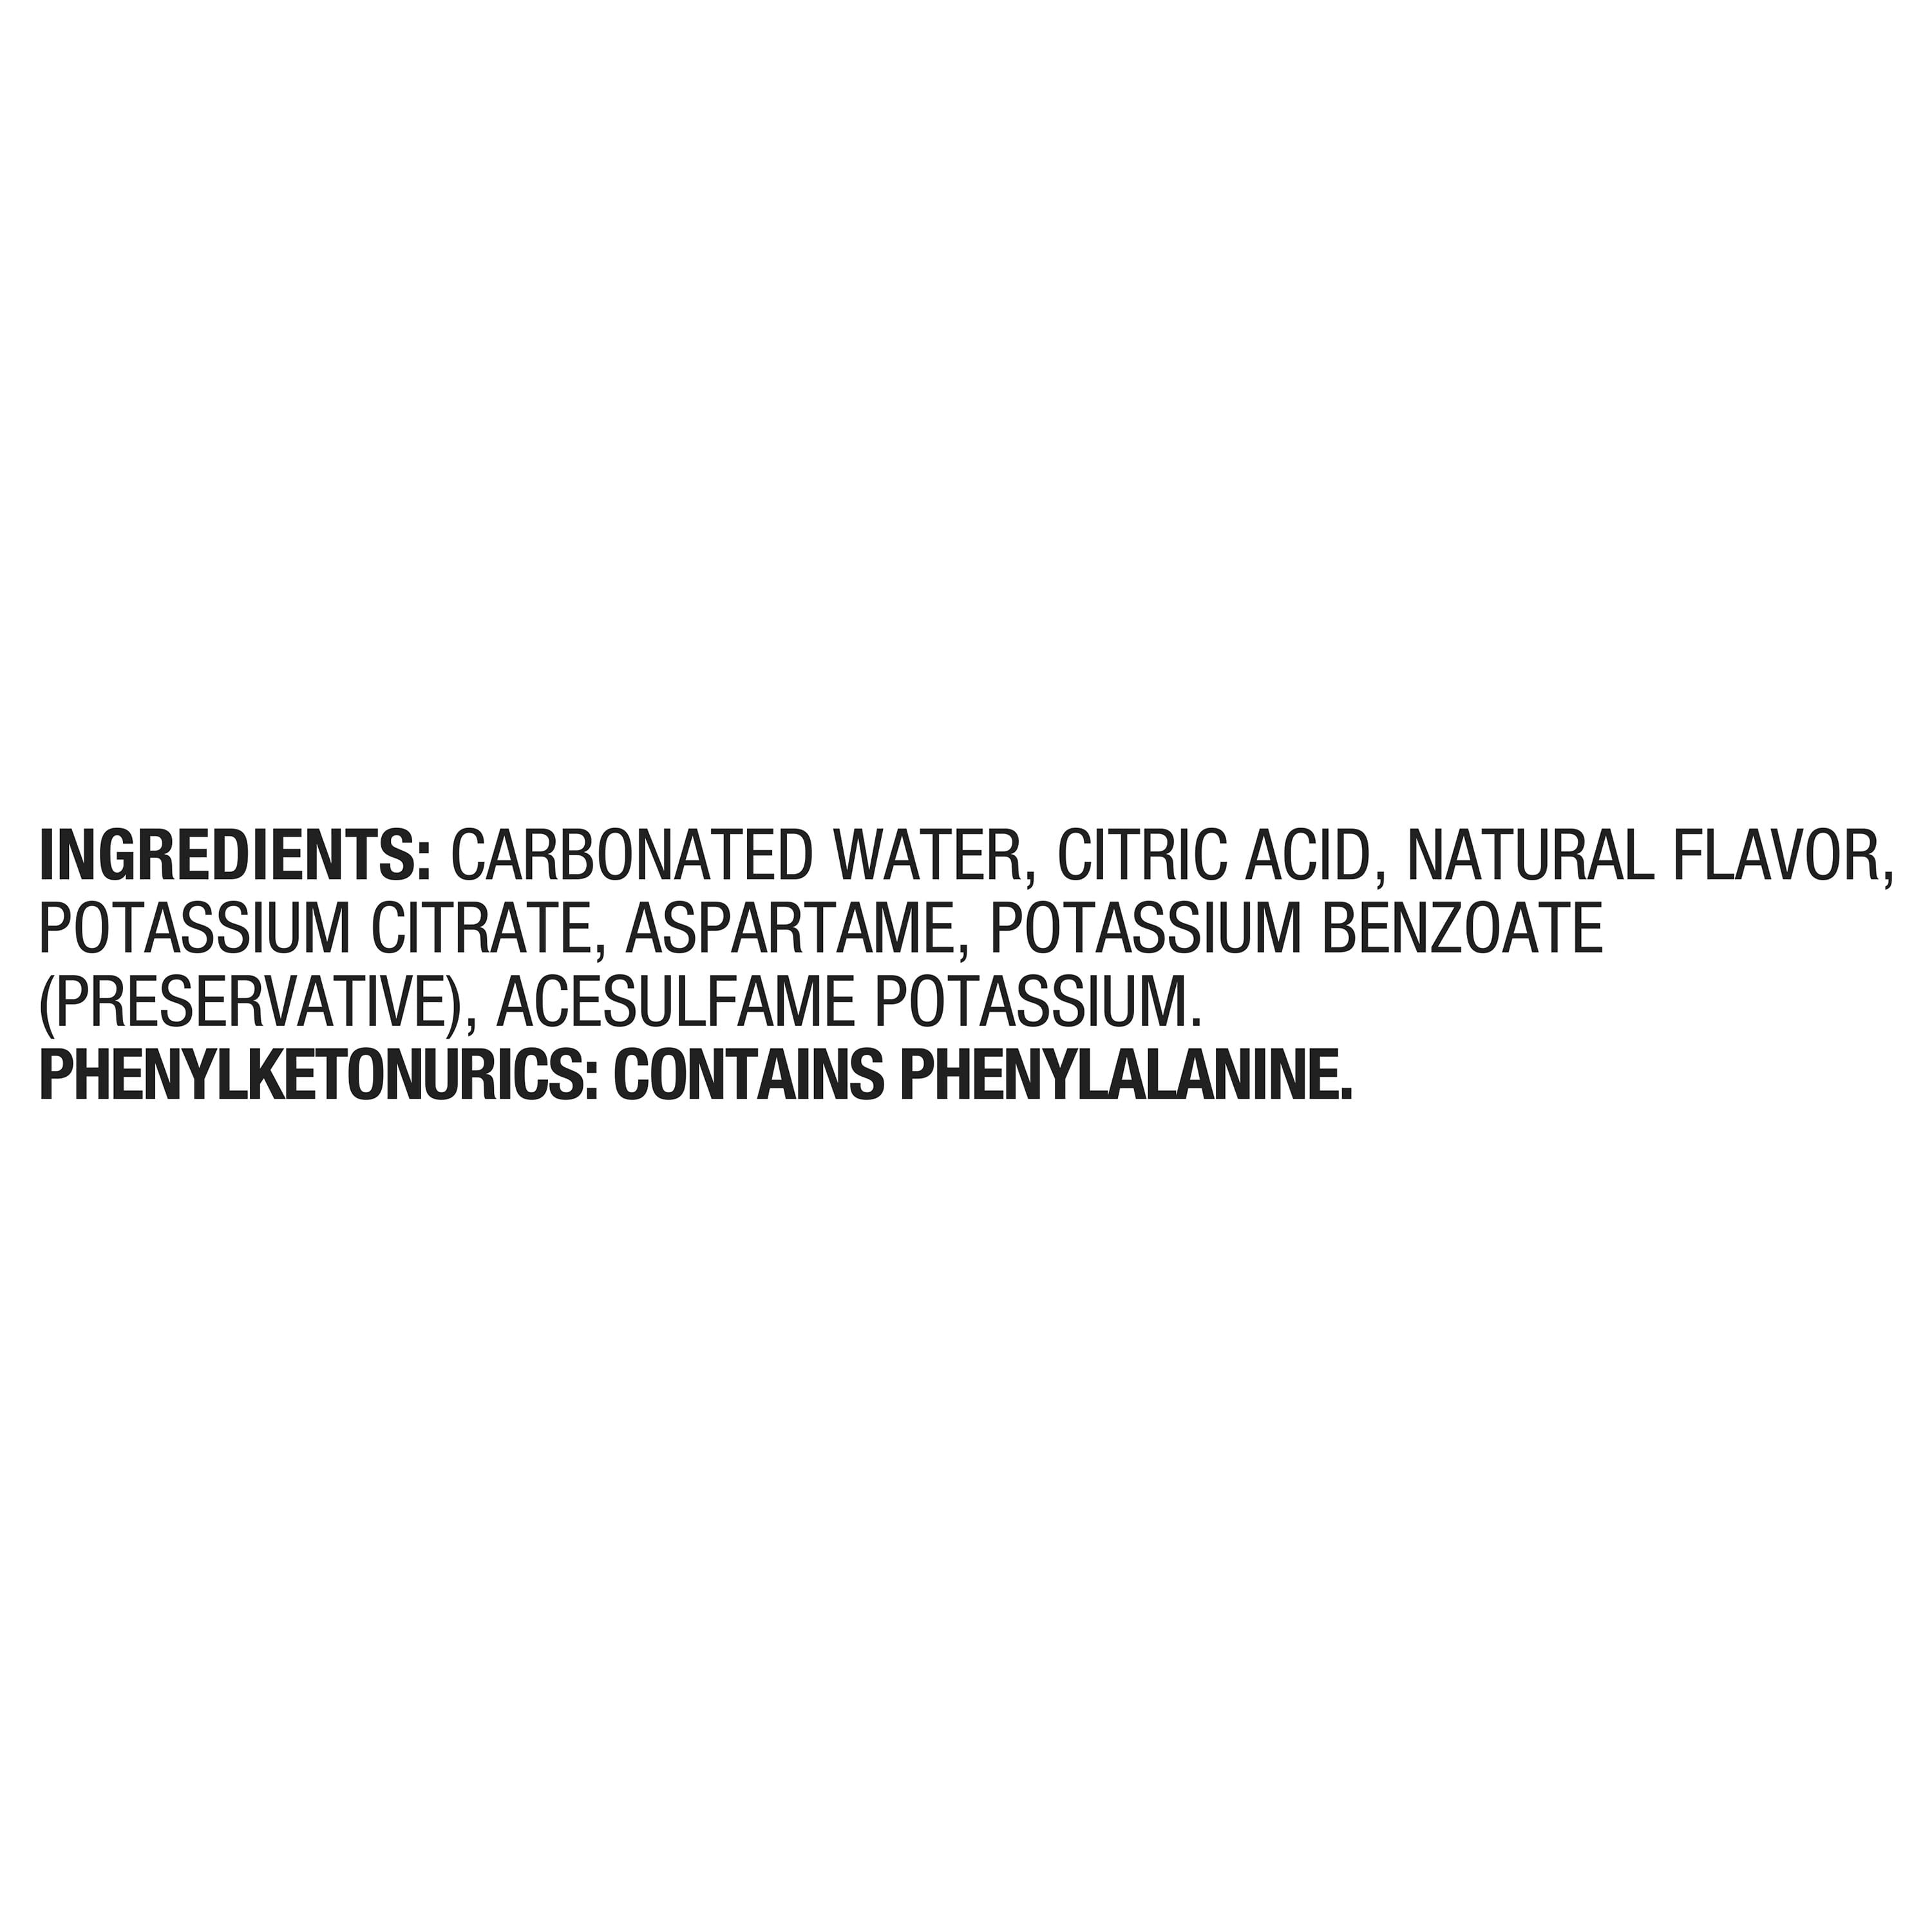 INGREDIENTS: CARBONATED WATER, CITRIC ACID, NATURAL FLAVOR,
POTASSIUM CITRATE, ASPARTAME, POTASSIUM BENZOATE
(PRESERVATIVE), ACESULFAME POTASSIUM.
PHENYLKETONURICS: CONTAINS PHENYLALANINE.